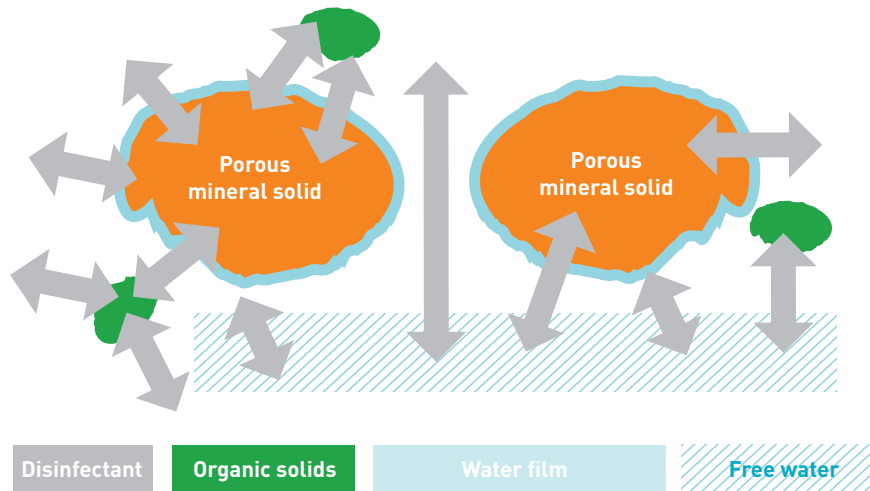 Porous
mineral solid
Porous
mineral solid
Disinfectant
Organic solids
Water film
Free water